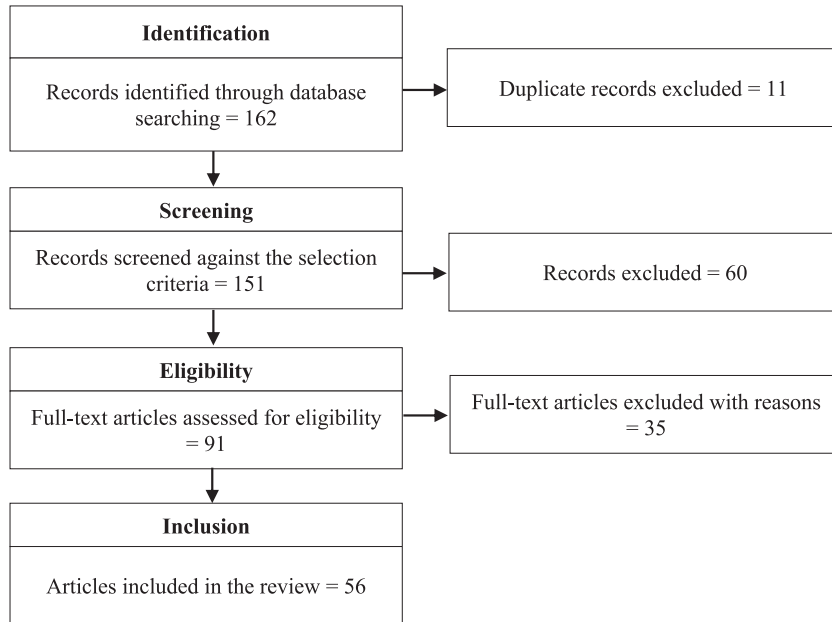 Identification
Records identified through database
searching = 162
Duplicate records excluded = 11
Screening
Records screened against the selection
criteria = 151
Records excluded = 60
Eligibility
Full-text articles assessed for eligibility
= 91
Full-text articles excluded with reasons
= 35
Inclusion
Articles included in the review = 56